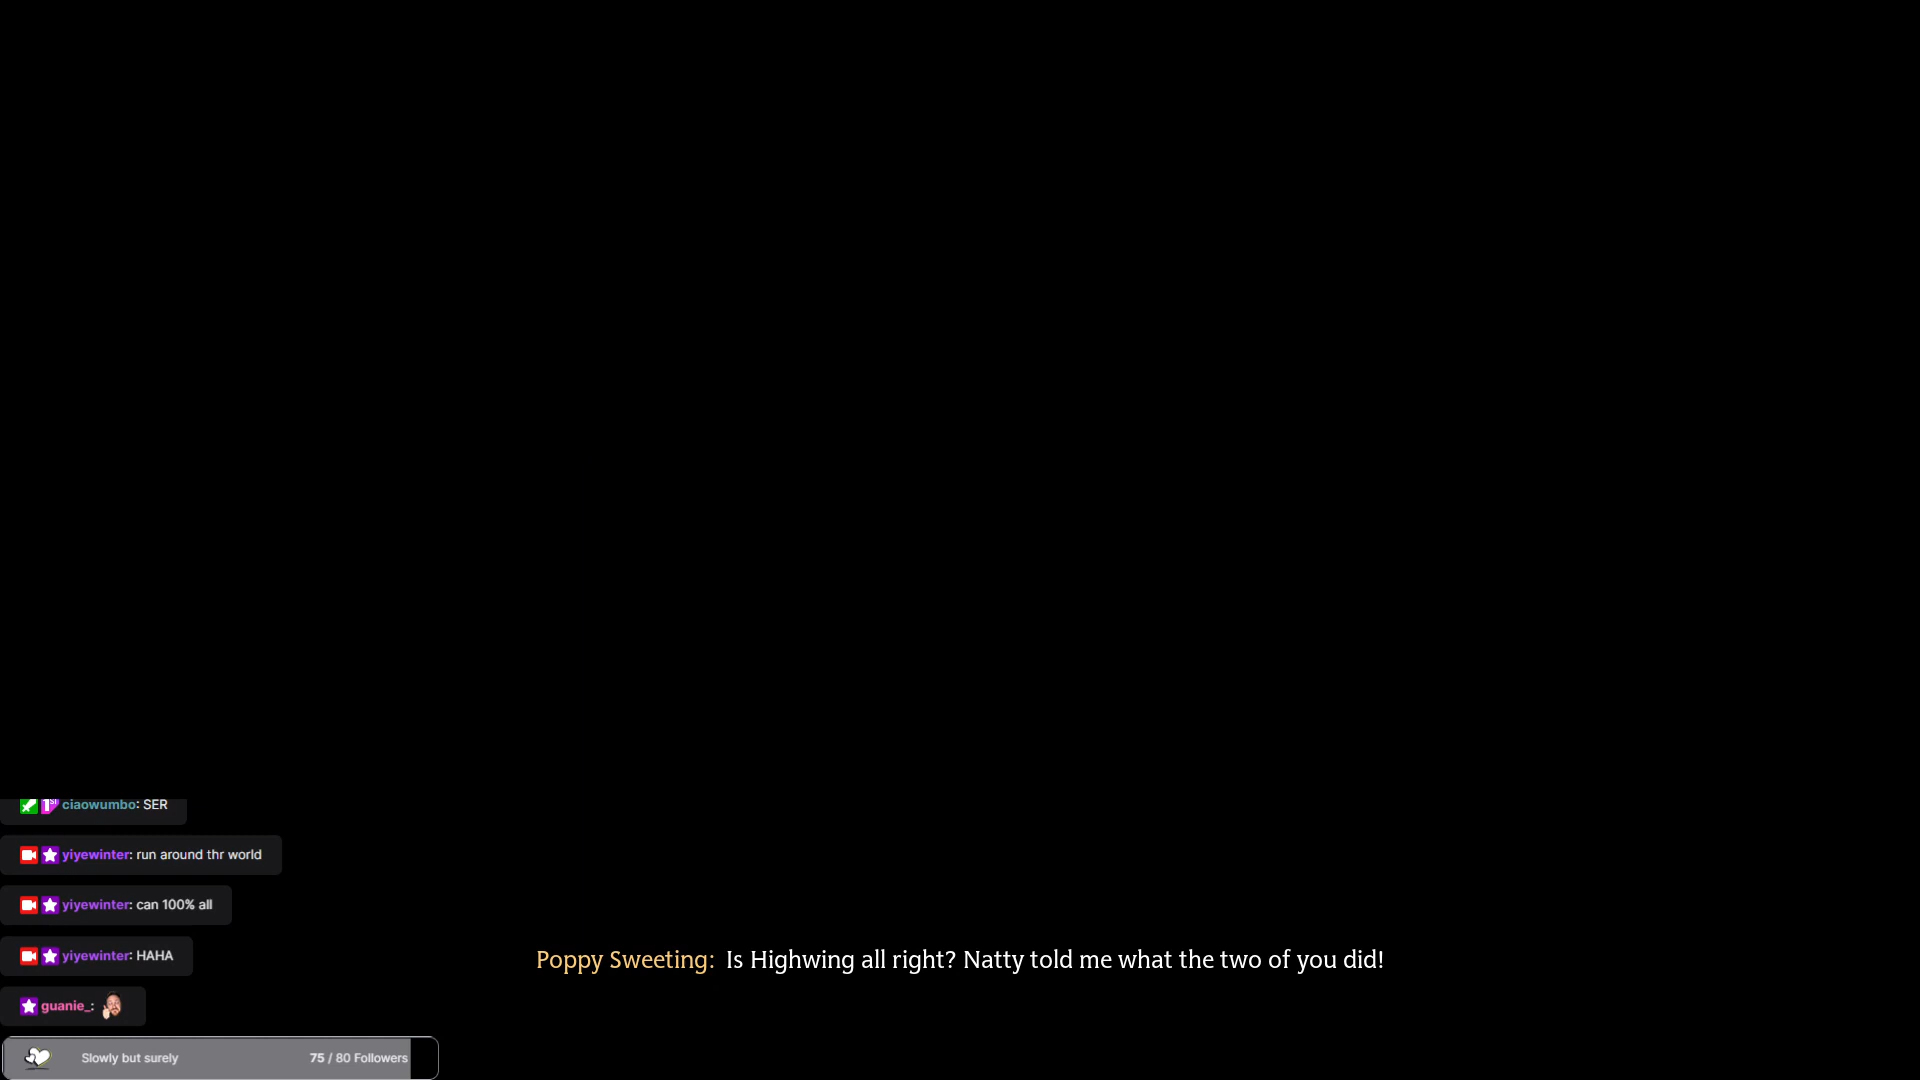 ciaowumbo: SER
yiyewinter: run around thr world
yiyewinter: can 100% all
yiyewinter: HAHA
Poppy Sweeting: Is Highwing all right? Natty told me what the two of you did!
guanie_:
Slowly but surely 75 / 80 Followers